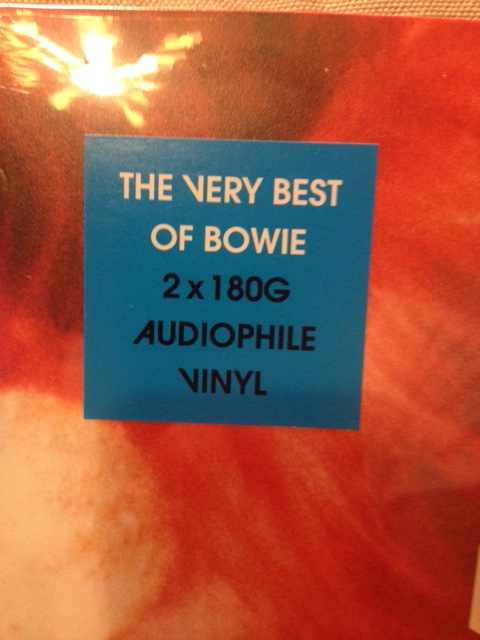 THE VERY BEST
OF BOWIE
2 x 180G
AUDIOPHILE
VINYL